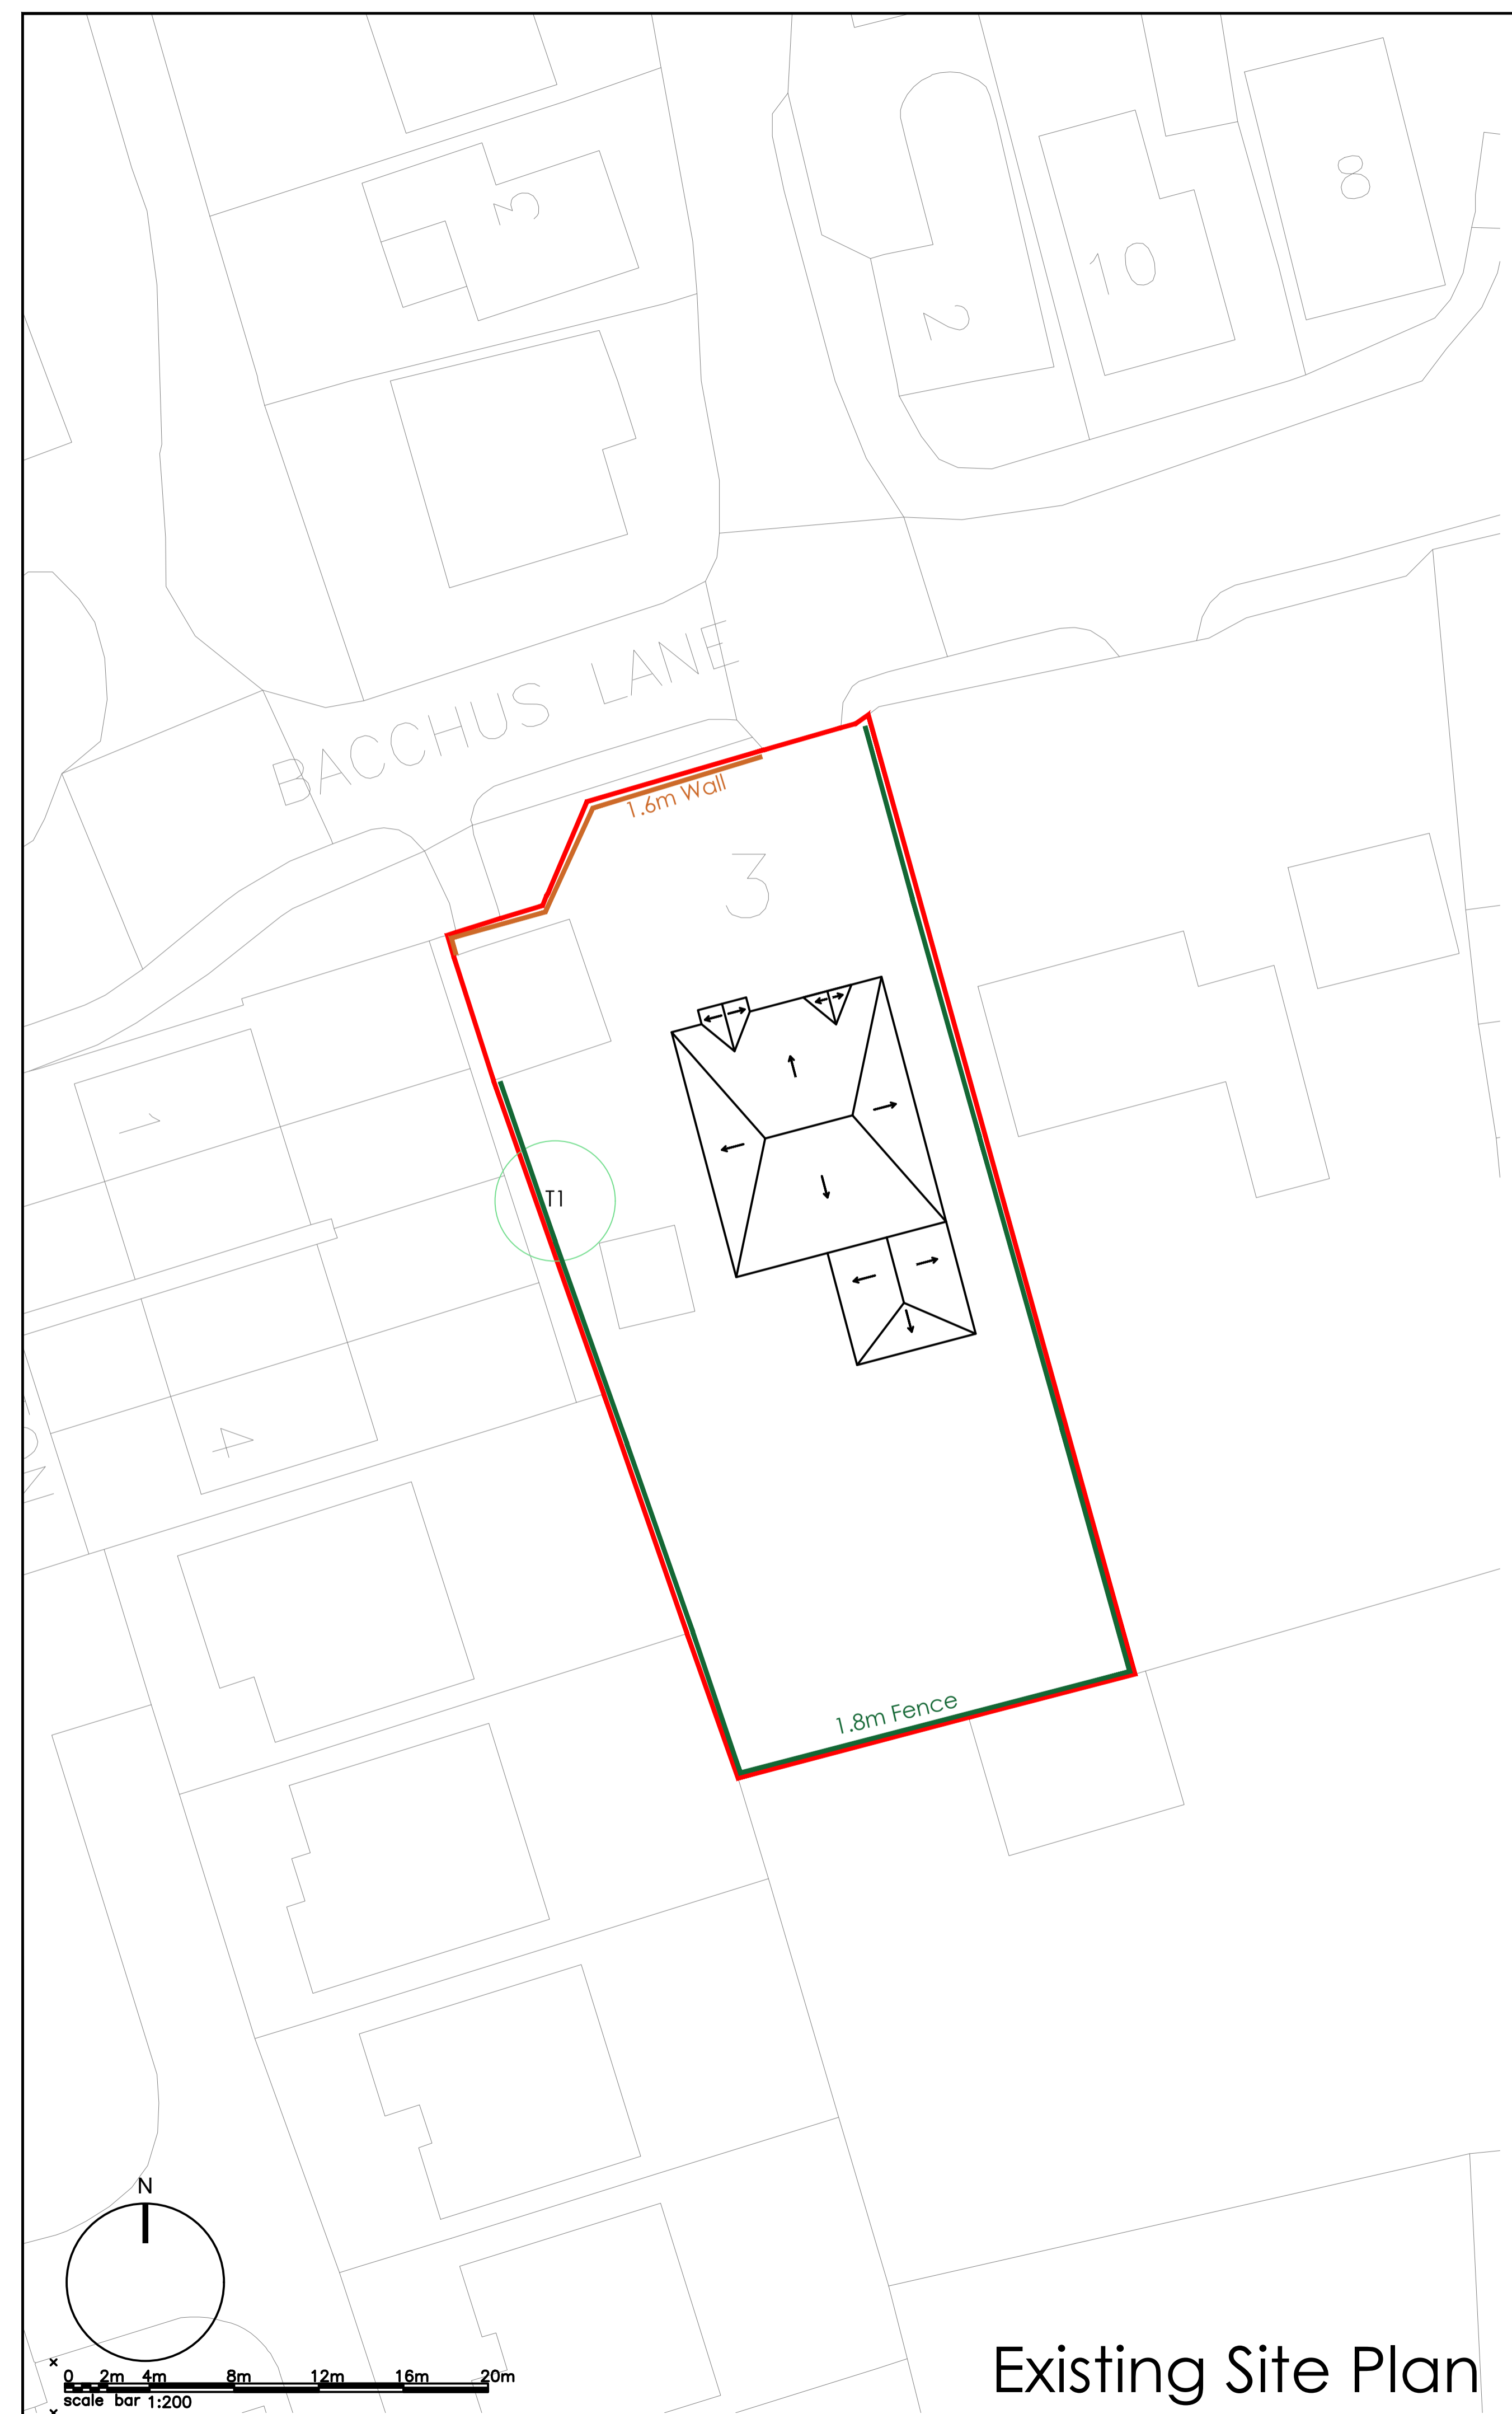 3
8
10
2
BACCHUS LANE
1.6m Wall
3
1
T1
4
1.8m Fence
N
0 2m 4m 8m 12m 16m 20m
scale bar 1:200
Existing Site Plan